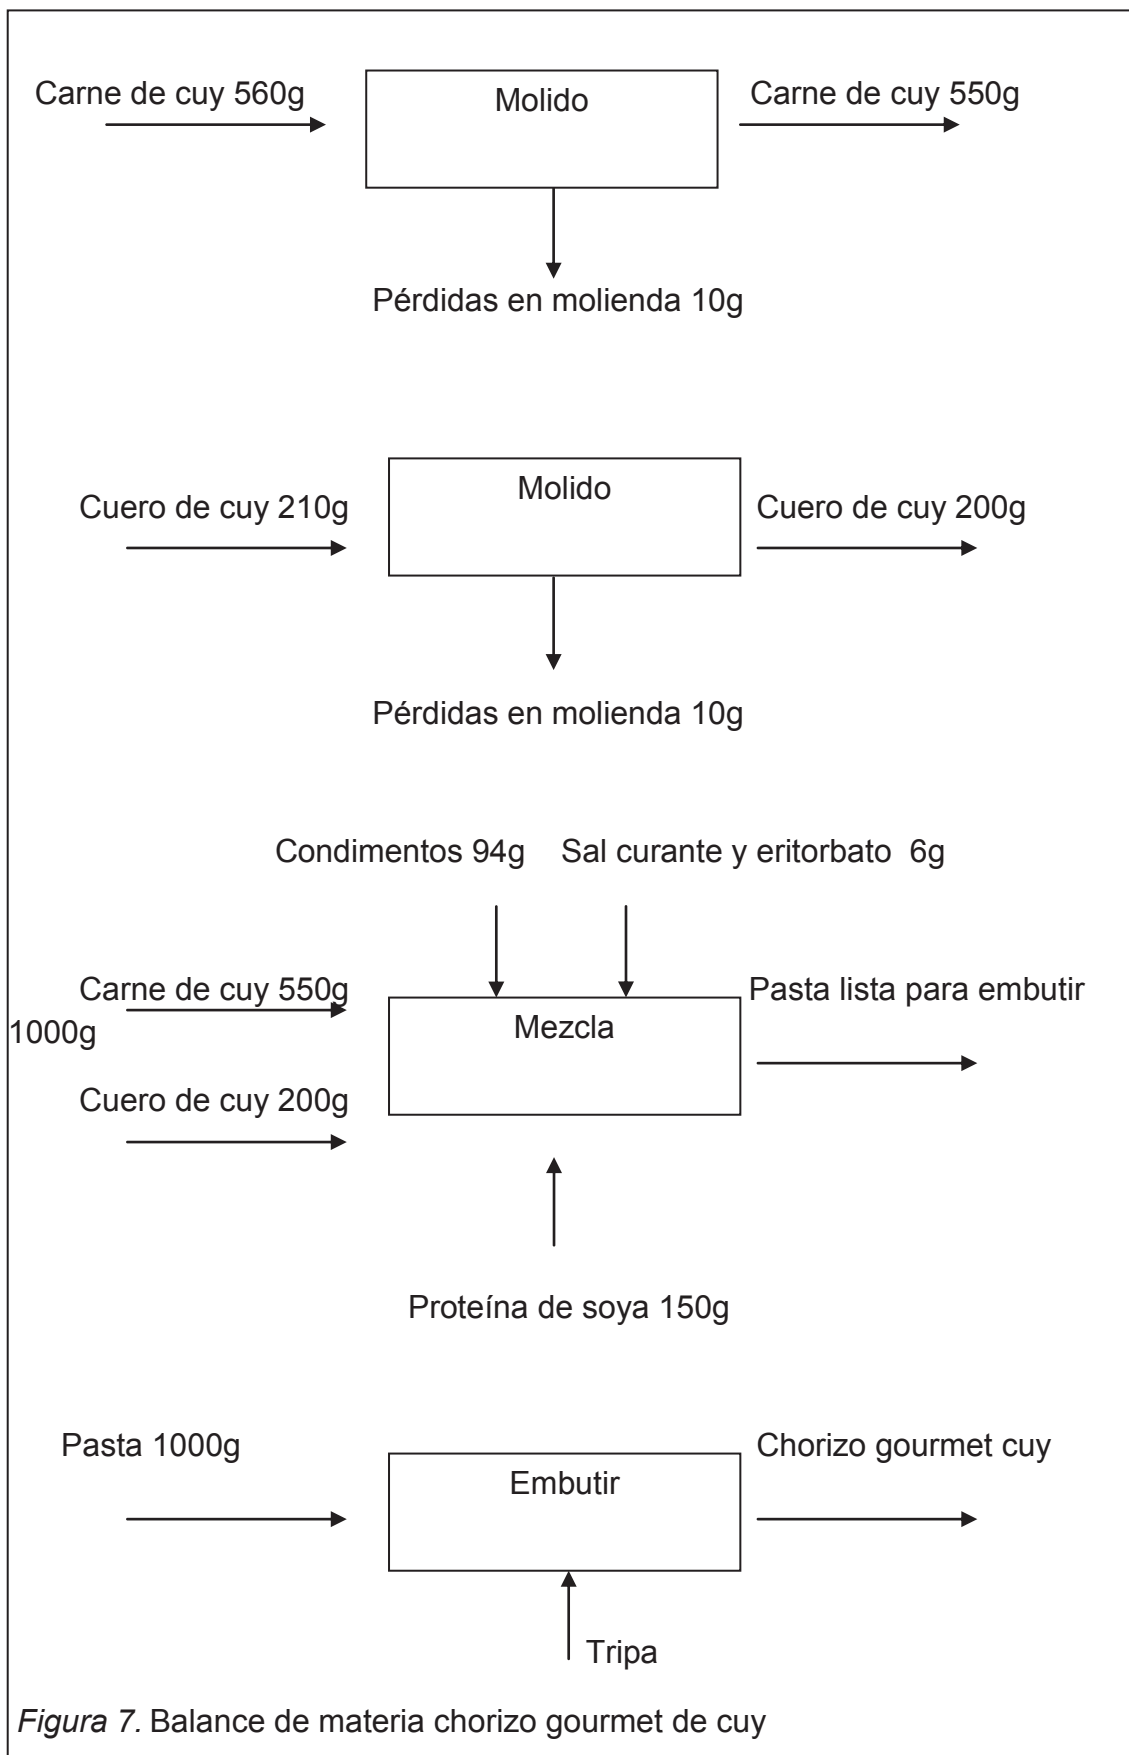 Carne de cuy 560g
Molido
Carne de cuy 550g
Pérdidas en molienda 10g
Cuero de cuy 210g
Molido
Cuero de cuy 200g
Pérdidas en molienda 10g
Condimentos 94g
Sal curante y eritorbato 6g
Carne de cuy 550g
Pasta lista para embutir
1000g
Mezcla
Cuero de cuy 200g
Proteína de soya 150g
Pasta 1000g
Embutir
Chorizo gourmet cuy
Tripa
Figura 7. Balance de materia chorizo gourmet de cuy